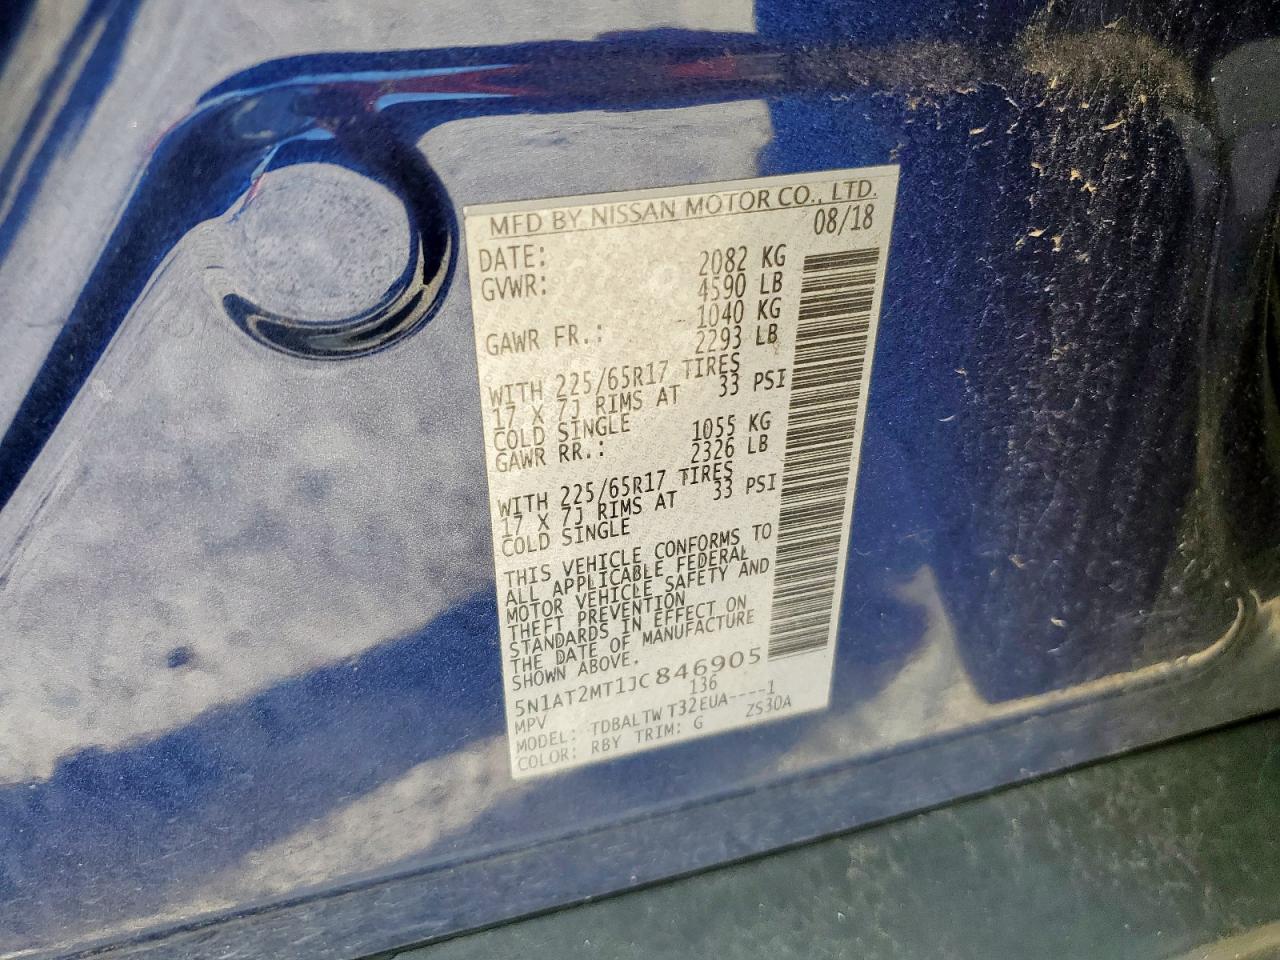 MFD BY NISSAN MOTOR CO., LTD.
DATE: 08/18
GVWR: 2082 KG
4590 LB
GAWR FR.: 1040 KG
2293 LB
WITH 225/65R17 TIRES
17 X 7J RIMS AT 33 PSI
COLD SINGLE
GAWR RR.: 1055 KG
2326 LB
WITH 225/65R17 TIRES
17 X 7J RIMS AT 33 PSI
COLD SINGLE
THIS VEHICLE CONFORMS TO
ALL APPLICABLE FEDERAL
MOTOR VEHICLE SAFETY AND
THEFT PREVENTION
STANDARDS IN EFFECT ON
THE DATE OF MANUFACTURE
SHOWN ABOVE.
5N1AT2MT1JC846905
MPV 136
MODEL: TDBALTW T32EUA----1
COLOR: RBY TRIM: G ZS30A